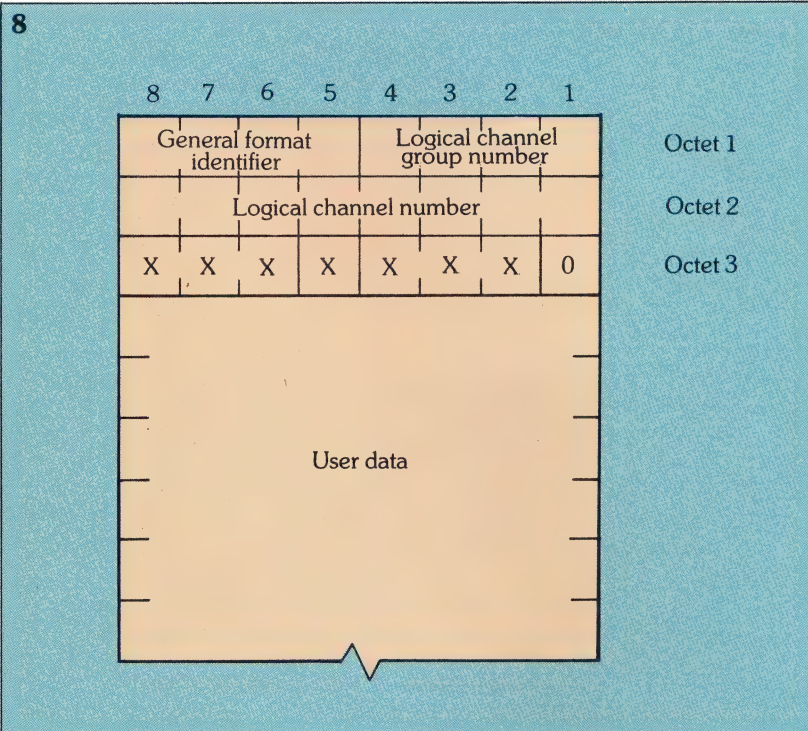 8
8 7 6 5 4 3 2 1
General format
identifier
Logical channel
group number
Octet 1
Logical channel number
Octet 2
X X X X X X X 0
Octet 3
User data